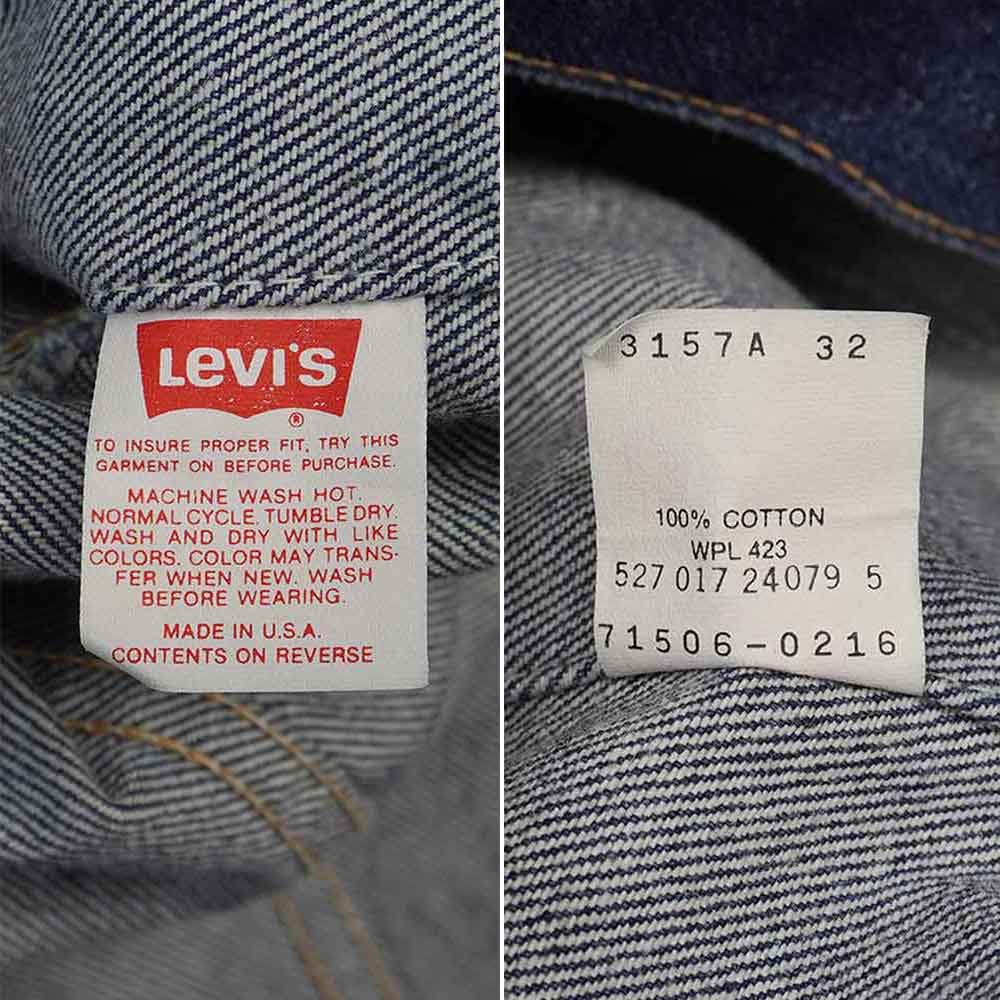 Levi's
®
TO INSURE PROPER FIT, TRY THIS
GARMENT ON BEFORE PURCHASE.
MACHINE WASH HOT.
NORMAL CYCLE. TUMBLE DRY.
WASH AND DRY WITH LIKE
COLORS. COLOR MAY TRANS-
FER WHEN NEW. WASH
BEFORE WEARING.
MADE IN U.S.A.
CONTENTS ON REVERSE
3157A 32
100% COTTON
WPL 423
527 017 24079 5
71506-0216